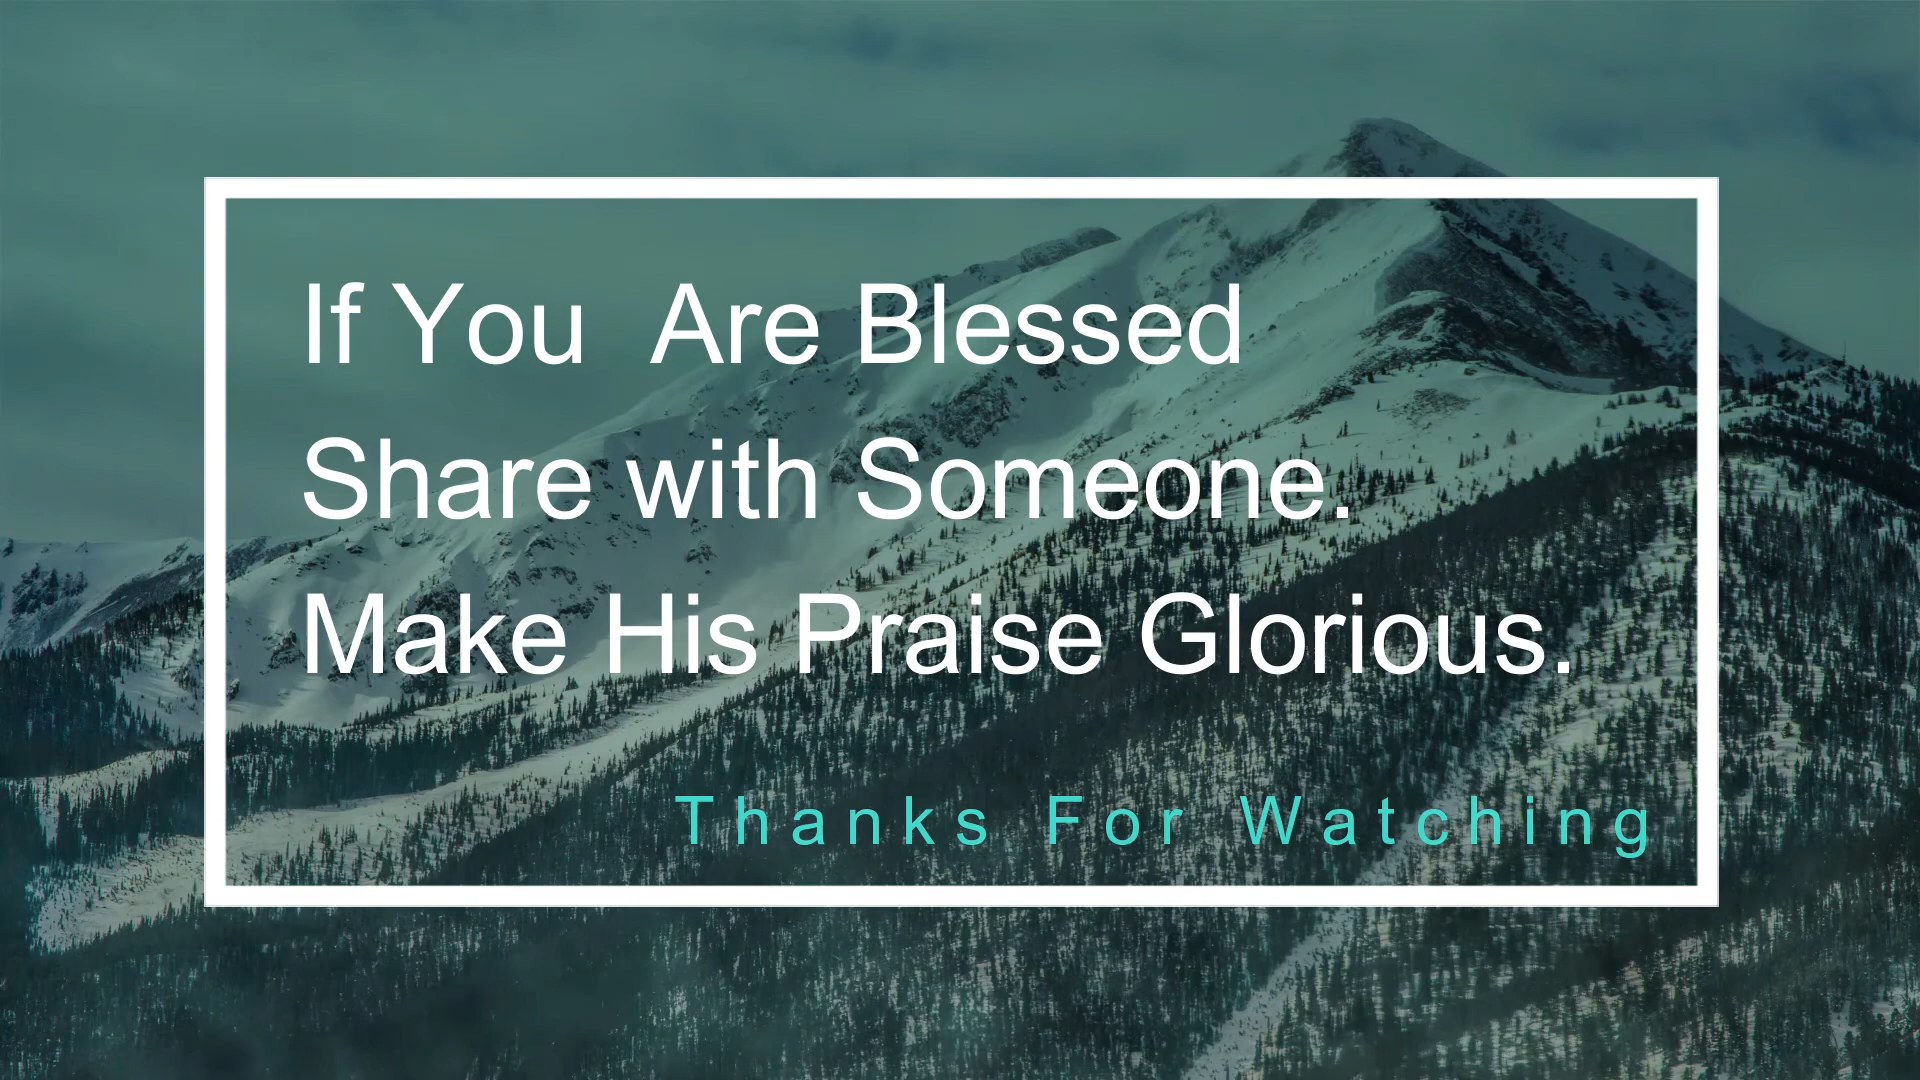 If You  Are Blessed
Share with Someone.
Make His Praise Glorious.
Thanks For Watching